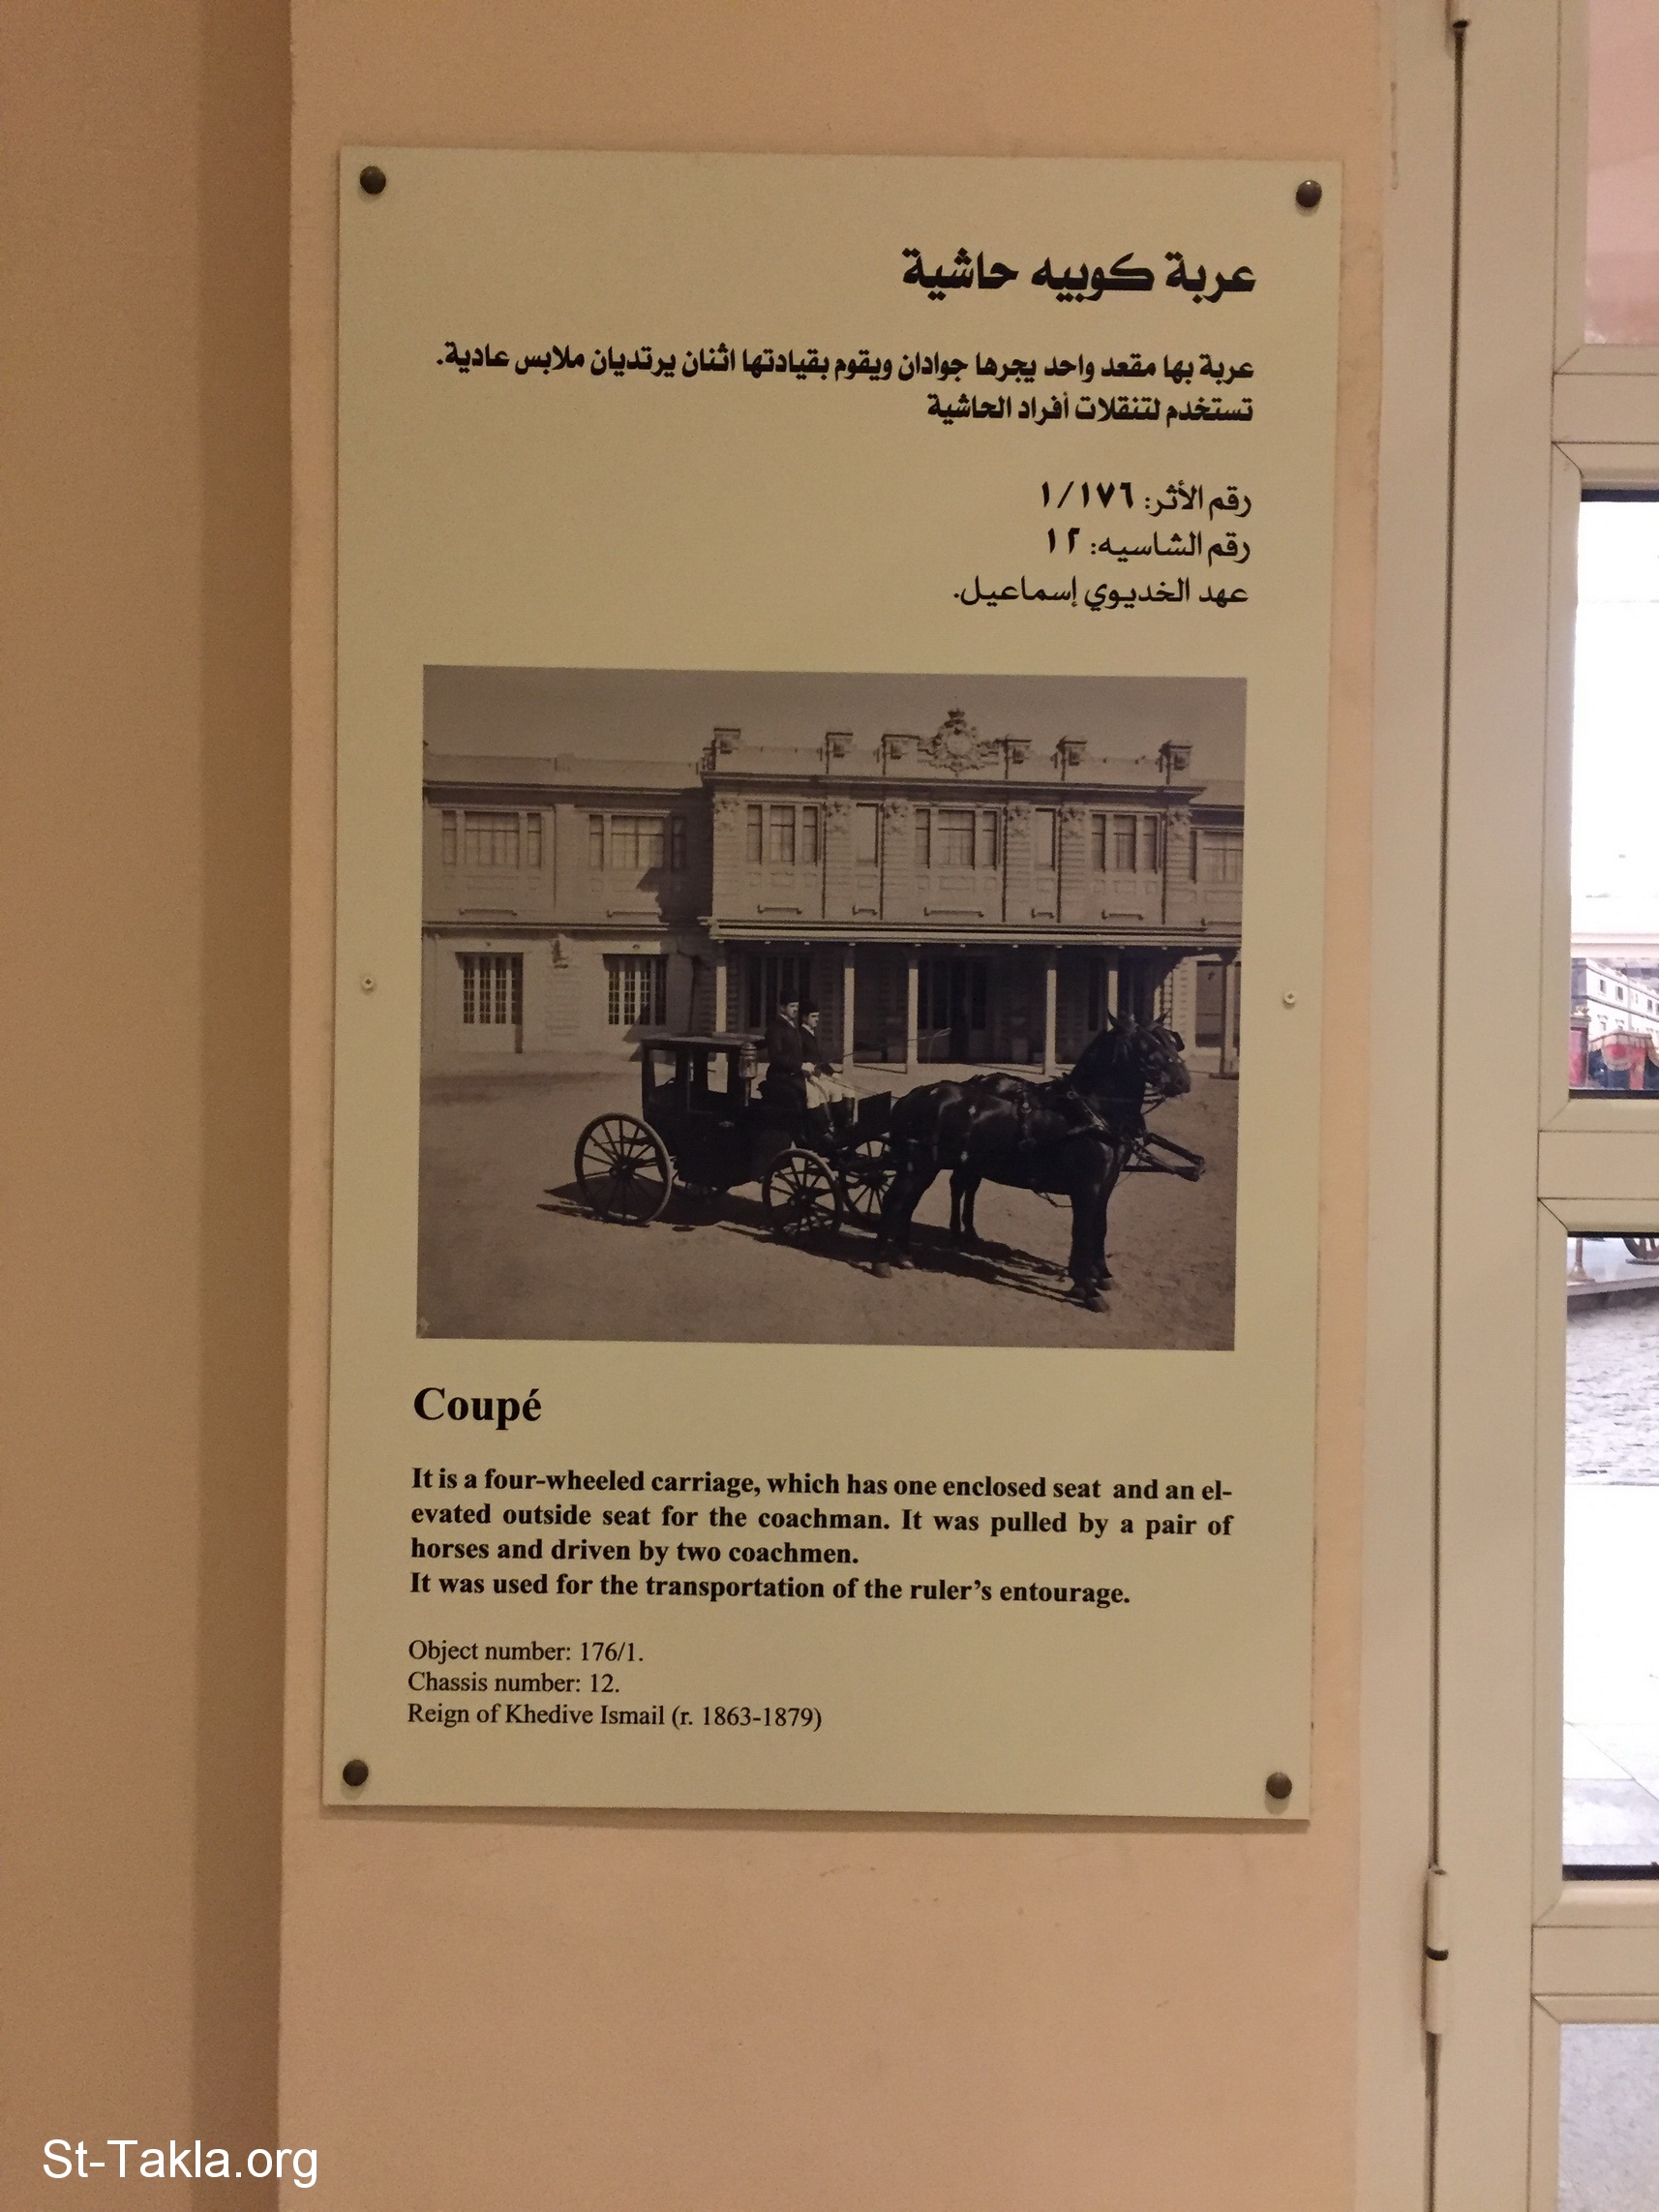 عربة كوبيه حاشية
عربة بها مقعد واحد يجرها جوادان ويقوم بقيادتها اثنان يرتديان ملابس عادية.
تستخدم لتنقلات أفراد الحاشية
رقم الأثر: ١/١٧٦
رقم الشاسيه: ١٢
عهد الخديوي إسماعيل.
Coupé
It is a four-wheeled carriage, which has one enclosed seat and an el-
evated outside seat for the coachman. It was pulled by a pair of
horses and driven by two coachmen.
It was used for the transportation of the ruler's entourage.
Object number: 176/1.
Chassis number: 12.
Reign of Khedive Ismail (r. 1863-1879)
St-Takla.org